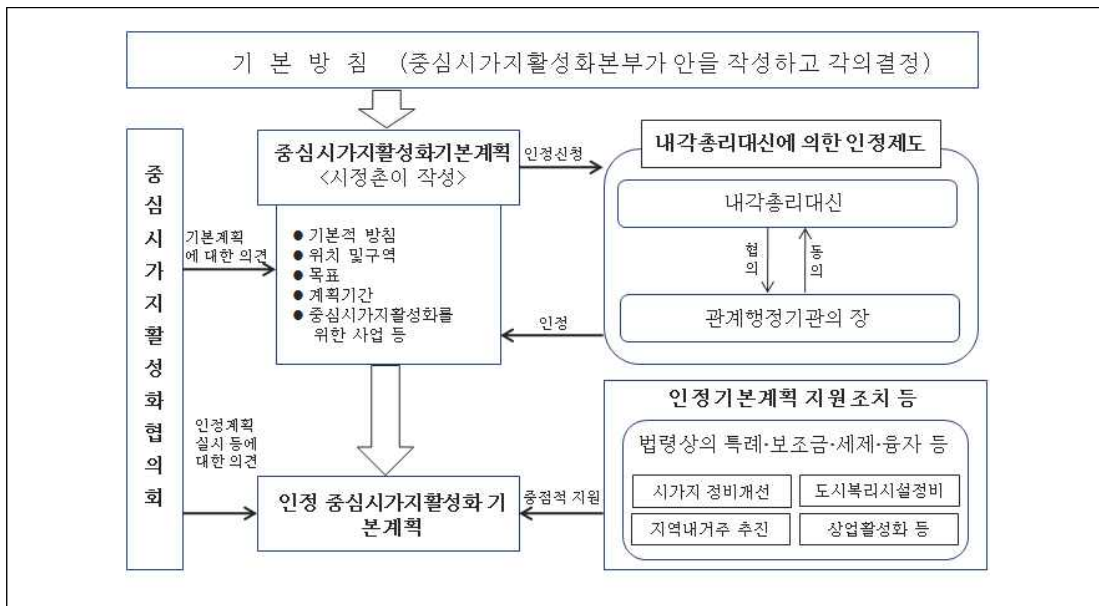 기 본 방 침 (중심시가지활성화본부가 안을 작성하고 각의결정)
중심시가지활성화협의회
중심시가지활성화기본계획
<시정촌이 작성>
인정신청
내각총리대신에 의한 인정제도
내각총리대신
협의
동의
관계행정기관의 장
기본계획
에 대한 의견
● 기본적 방침
● 위치 및구역
● 목표
● 계획기간
● 중심시가지활성화를
위한 사업 등
인정
인정계획
실시 등에
대한 의견
인정 중심시가지활성화 기
본계획
중점적 지원
인정기본계획 지원조치 등
법령상의 특례·보조금·세제·융자 등
시가지 정비개선
도시복리시설정비
지역내거주 추진
상업활성화 등